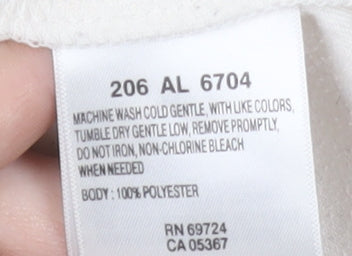 206 AL 6704
MACHINE WASH COLD GENTLE, WITH LIKE COLORS,
TUMBLE DRY GENTLE LOW, REMOVE PROMPTLY,
DO NOT IRON, NON-CHLORINE BLEACH
WHEN NEEDED
BODY : 100% POLYESTER
RN 69724
CA 05367